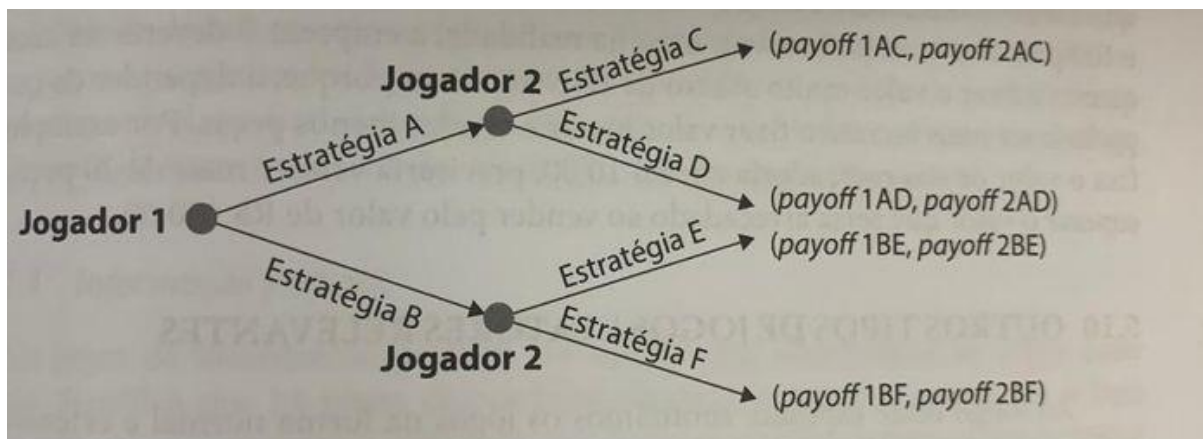 Estratégia C
(payoff 1AC, payoff 2AC)
Jogador 2
Estratégia A
Estratégia D
(payoff 1AD, payoff 2AD)
Jogador 1
Estratégia E
(payoff 1BE, payoff 2BE)
Estratégia B
Jogador 2
Estratégia F
(payoff 1BF, payoff 2BF)